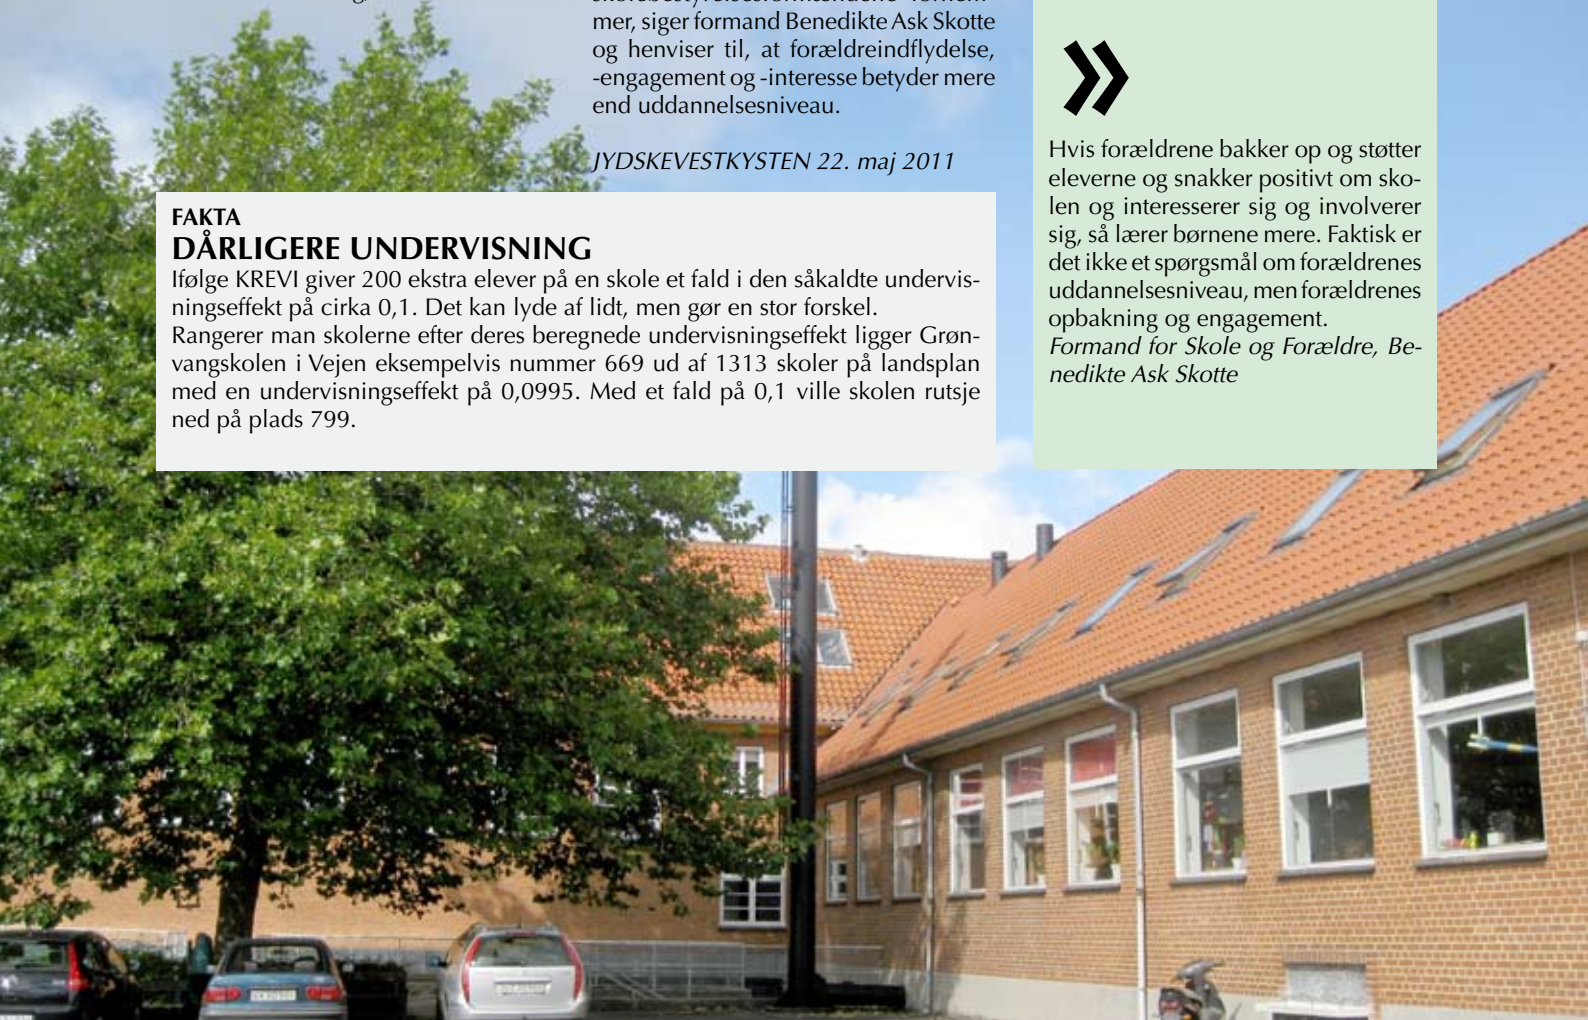 mer, siger formand Benedikte Ask Skotte
og henviser til, at forældreindflydelse,
-engagement og -interesse betyder mere
end uddannelsesniveau.
JYDSKEVESTKYSTEN 22. maj 2011
FAKTA
DÅRLIGERE UNDERVISNING
Ifølge KREVI giver 200 ekstra elever på en skole et fald i den såkaldte undervis-
ningseffekt på cirka 0,1. Det kan lyde af lidt, men gør en stor forskel.
Rangerer man skolerne efter deres beregnede undervisningseffekt ligger Grøn-
vangskolen i Vejen eksempelvis nummer 669 ud af 1313 skoler på landsplan
med en undervisningseffekt på 0,0995. Med et fald på 0,1 ville skolen rutsje
ned på plads 799.
»
Hvis forældrene bakker op og støtter
eleverne og snakker positivt om sko-
len og interesserer sig og involverer
sig, så lærer børnene mere. Faktisk er
det ikke et spørgsmål om forældrenes
uddannelsesniveau, men forældrenes
opbakning og engagement.
Formand for Skole og Forældre, Be-
nedikte Ask Skotte